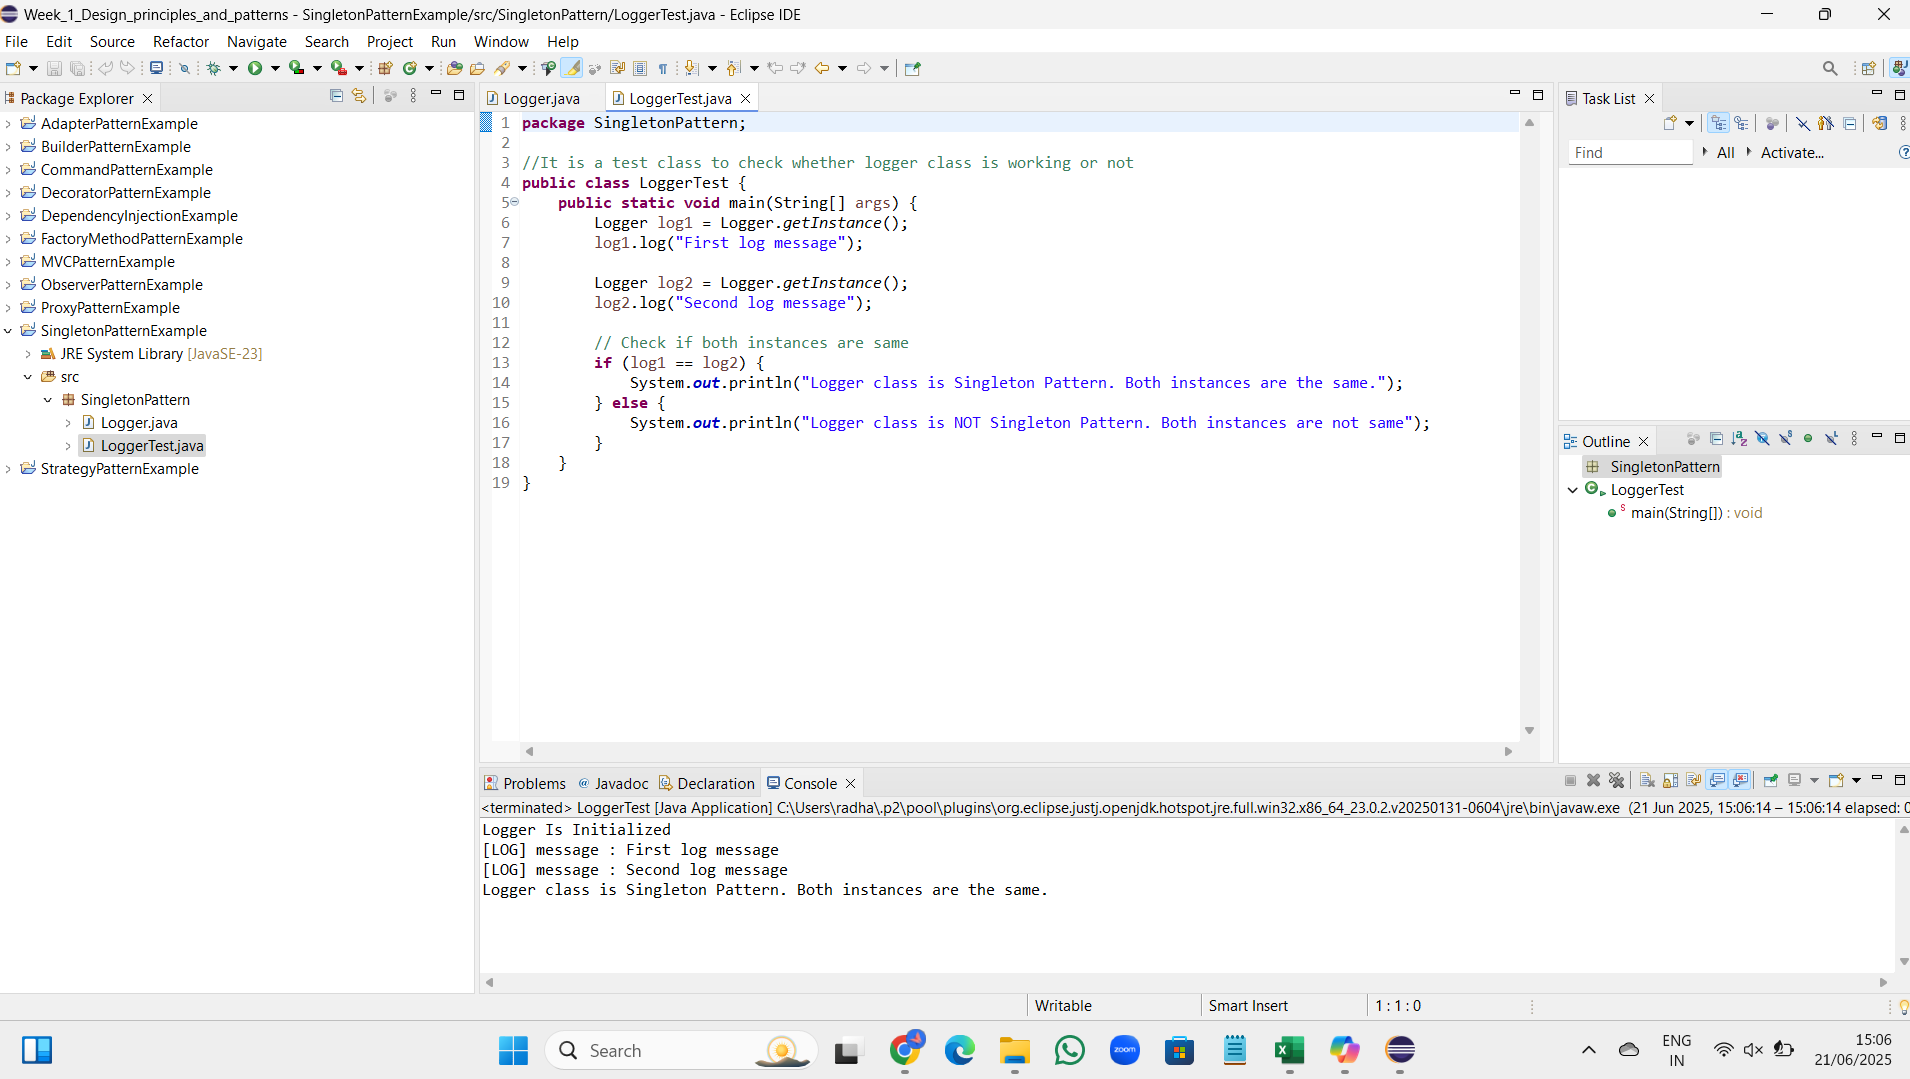 Week_1_Design_principles_and_patterns - SingletonPatternExample/src/SingletonPattern/LoggerTest.java - Eclipse IDE
File Edit Source Refactor Navigate Search Project Run Window Help
Package Explorer
AdapterPatternExample
BuilderPatternExample
CommandPatternExample
DecoratorPatternExample
DependencyInjectionExample
FactoryMethodPatternExample
MVCPatternExample
ObserverPatternExample
ProxyPatternExample
SingletonPatternExample
JRE System Library [JavaSE-23]
src
SingletonPattern
Logger.java
LoggerTest.java
StrategyPatternExample
Logger.java LoggerTest.java
1 package SingletonPattern;
2
3 //It is a test class to check whether logger class is working or not
4 public class LoggerTest {
5 public static void main(String[] args) {
6 Logger log1 = Logger.getInstance();
7 log1.log("First log message");
8
9 Logger log2 = Logger.getInstance();
10 log2.log("Second log message");
11
12 // Check if both instances are same
13 if (log1 == log2) {
14 System.out.println("Logger class is Singleton Pattern. Both instances are the same.");
15 } else {
16 System.out.println("Logger class is NOT Singleton Pattern. Both instances are not same");
17 }
18 }
19 }
Task List
Find All Activate...
Outline
SingletonPattern
LoggerTest
main(String[]) : void
Problems Javadoc Declaration Console
<terminated> LoggerTest [Java Application] C:\Users\radha\.p2\pool\plugins\org.eclipse.justj.openjdk.hotspot.jre.full.win32.x86_64_23.0.2.v20250131-0604\jre\bin\javaw.exe (21 Jun 2025, 15:06:14 – 15:06:14 elapsed: 0
Logger Is Initialized
[LOG] message : First log message
[LOG] message : Second log message
Logger class is Singleton Pattern. Both instances are the same.
Writable Smart Insert 1 : 1 : 0
Search
zoom
ENG
IN
15:06
21/06/2025